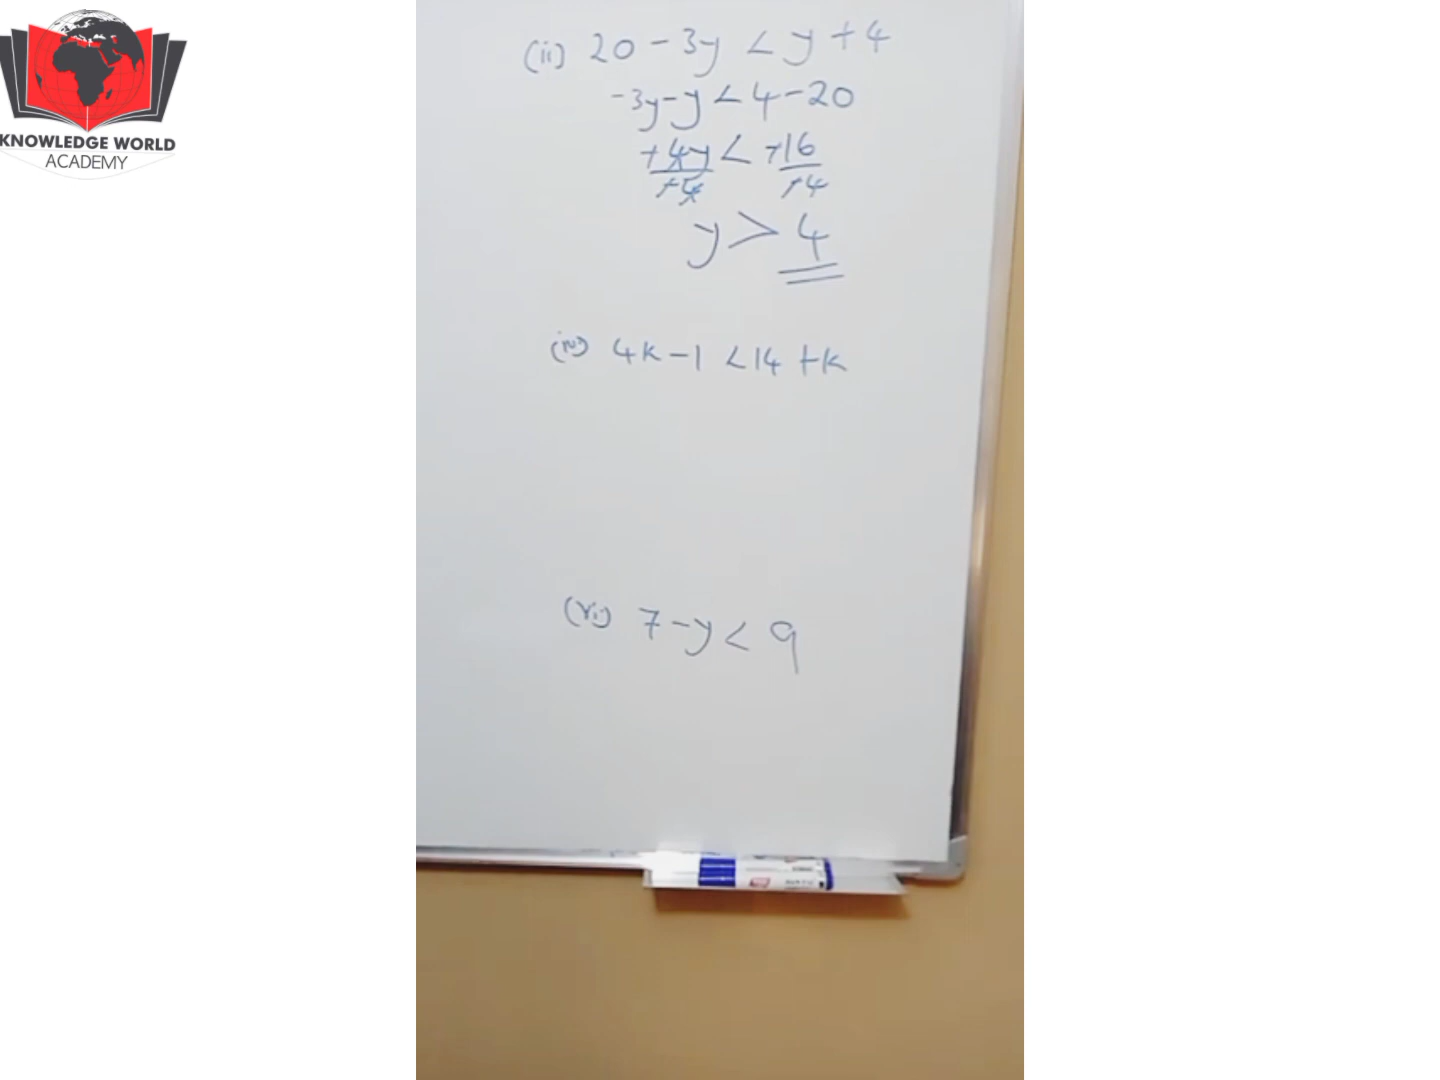 KNOWLEDGE WORLD
ACADEMY
(ii) 20 - 3y < y + 4
-3y - y < 4 - 20
+4y < +16
+4 +4
y > 4
(iv) 4k - 1 < 14 + k
(vi) 7 - y < 9